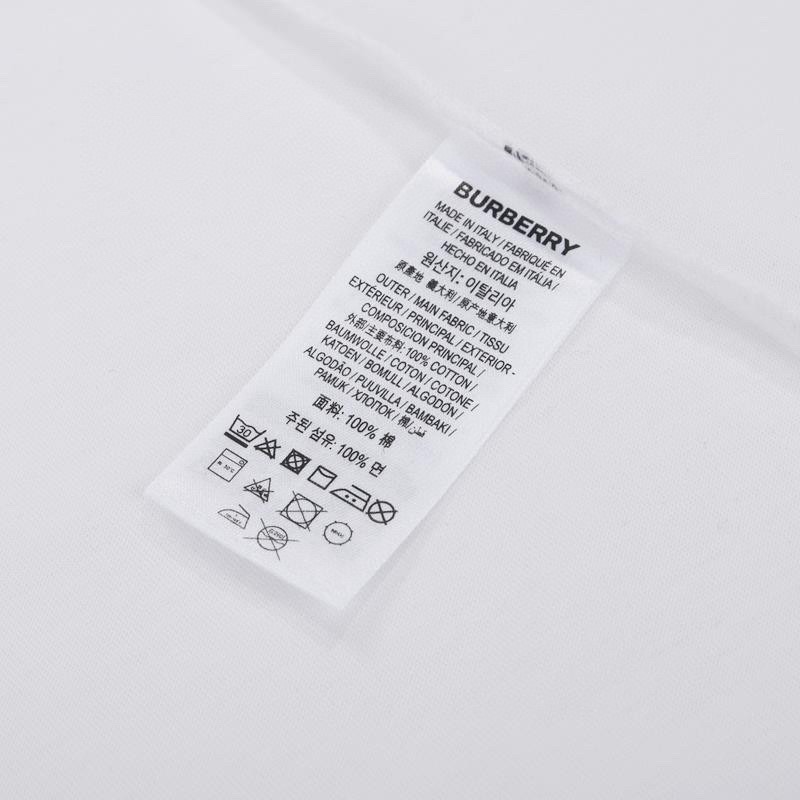 BURBERRY
MADE IN ITALY / FABRIQUÉ EN
ITALIE / FABRICADO EM ITÁLIA /
HECHO EN ITALIA
원산지: 이탈리아
原產地 義大利 / 原产地意大利
OUTER / MAIN FABRIC / TISSU
EXTÉRIEUR / PRINCIPAL / EXTERIOR -
COMPOSICION PRINCIPAL /
外部/主要布料: 100% COTTON /
BAUMWOLLE / COTON / COTONE /
KATOEN / BOMULL / ALGODÓN /
ALGODÃO / PUUVILLA / BAMBAKI /
PAMUK / ХЛОПОК / 棉 /
面料: 100% 棉
주된 섬유: 100% 면
30